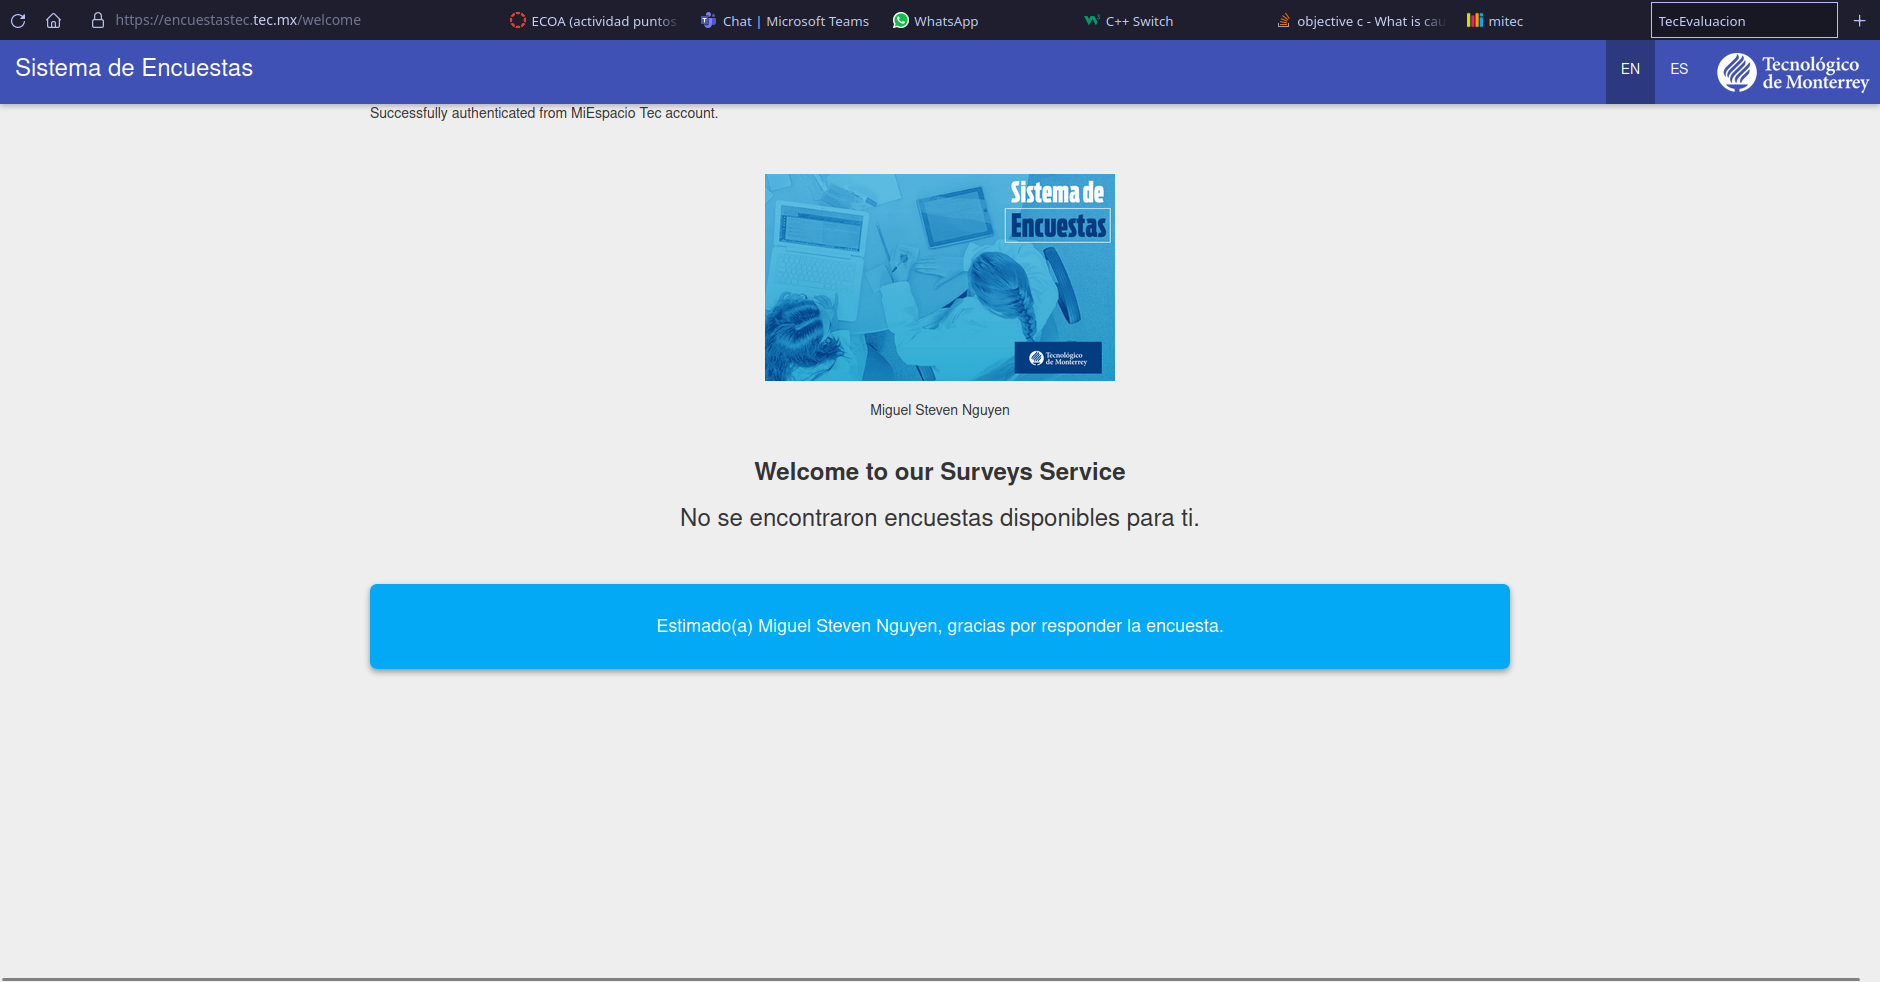 https://encuestastec.tec.mx/welcome
ECOA (actividad puntos
Chat | Microsoft Teams
WhatsApp
C++ Switch
objective c - What is cau
mitec
TecEvaluacion
Sistema de Encuestas
EN
ES
Tecnológico
de Monterrey
Successfully authenticated from MiEspacio Tec account.
Sistema de
Encuestas
Tecnológico
de Monterrey
Miguel Steven Nguyen
Welcome to our Surveys Service
No se encontraron encuestas disponibles para ti.
Estimado(a) Miguel Steven Nguyen, gracias por responder la encuesta.